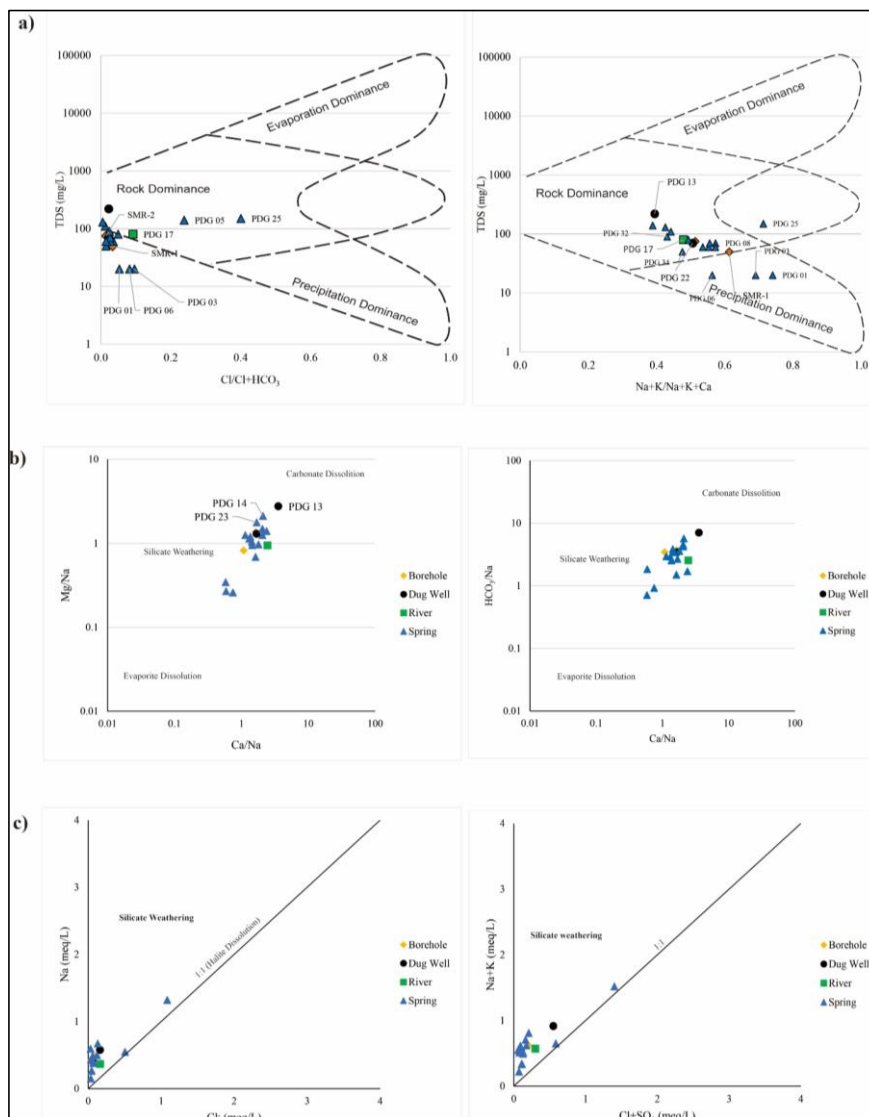 a)
100000
10000
1000
100
10
1
TDS (mg/L)
Evaporation Dominance
Rock Dominance
SMR-2
PDG 05
PDG 25
PDG 17
SMR-1
PDG 01
PDG 06
PDG 03
Precipitation Dominance
0.0
0.2
0.4
0.6
0.8
1.0
Cl/Cl+HCO3
100000
10000
1000
100
10
1
TDS (mg/L)
Evaporation Dominance
Rock Dominance
PDG 13
PDG 32
PDG 25
PDG 17
PDG 08
PDG 22
SMR-1
PDG 01
PDG 06
Precipitation Dominance
0.0
0.2
0.4
0.6
0.8
1.0
Na+K/Na+K+Ca
b)
10
1
0.1
0.01
Mg/Na
Carbonate Dissolution
PDG 14
PDG 13
PDG 23
Silicate Weathering
Evaporite Dissolution
Borehole
Dug Well
River
Spring
0.01
0.1
1
10
100
Ca/Na
100
10
1
0.1
0.01
HCO3/Na
Carbonate Dissolution
Silicate Weathering
Evaporite Dissolution
Borehole
Dug Well
River
Spring
0.01
0.1
1
10
100
Ca/Na
c)
4
3
2
1
0
Na (meq/L)
Silicate Weathering
1:1 (Halite Dissolution)
Borehole
Dug Well
River
Spring
0
1
2
3
4
4
3
2
1
0
Na+K (meq/L)
Silicate weathering
1:1
Borehole
Dug Well
River
Spring
0
1
2
3
4